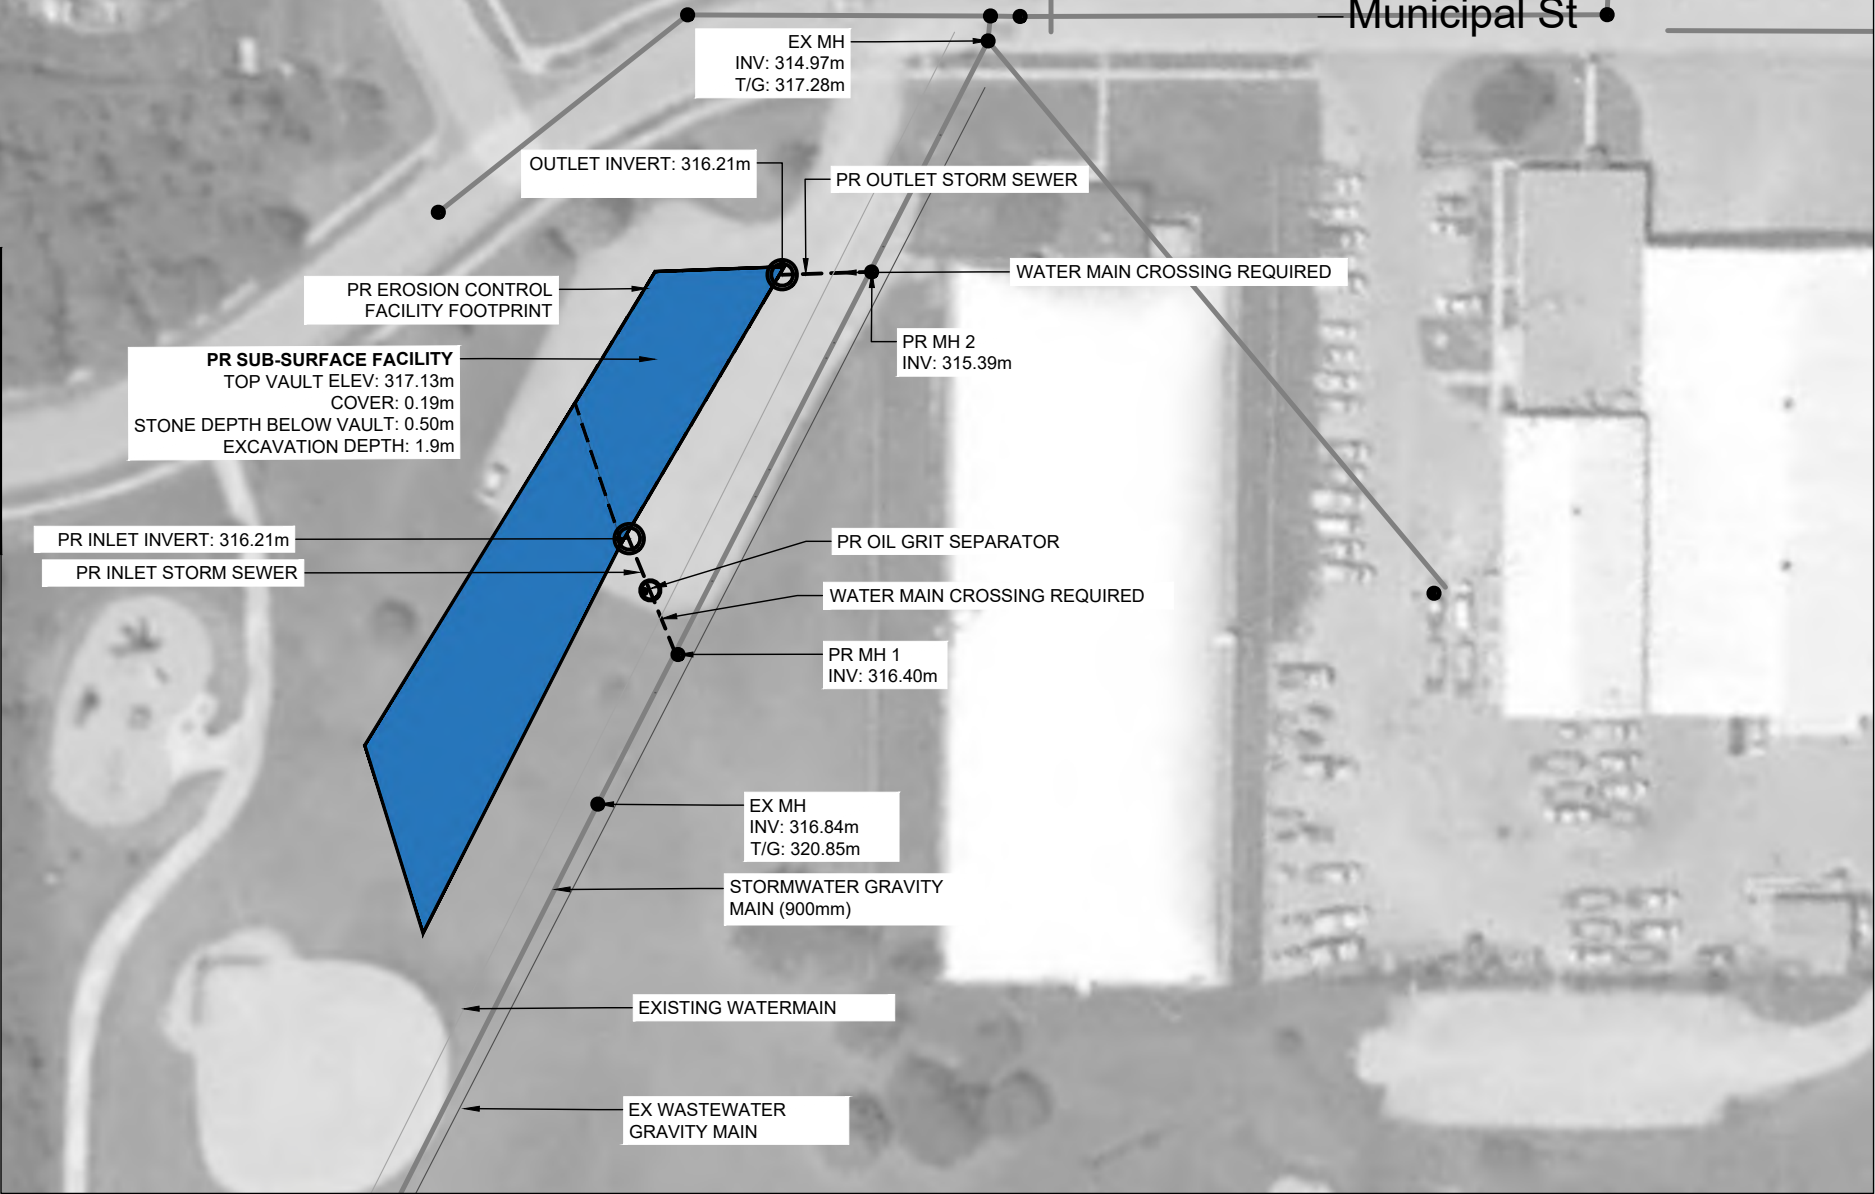 Municipal St
EX MH
INV: 314.97m
T/G: 317.28m
OUTLET INVERT: 316.21m
PR OUTLET STORM SEWER
WATER MAIN CROSSING REQUIRED
PR EROSION CONTROL
FACILITY FOOTPRINT
PR MH 2
INV: 315.39m
PR SUB-SURFACE FACILITY
TOP VAULT ELEV: 317.13m
COVER: 0.19m
STONE DEPTH BELOW VAULT: 0.50m
EXCAVATION DEPTH: 1.9m
PR INLET INVERT: 316.21m
PR OIL GRIT SEPARATOR
PR INLET STORM SEWER
WATER MAIN CROSSING REQUIRED
PR MH 1
INV: 316.40m
EX MH
INV: 316.84m
T/G: 320.85m
STORMWATER GRAVITY
MAIN (900mm)
EXISTING WATERMAIN
EX WASTEWATER
GRAVITY MAIN